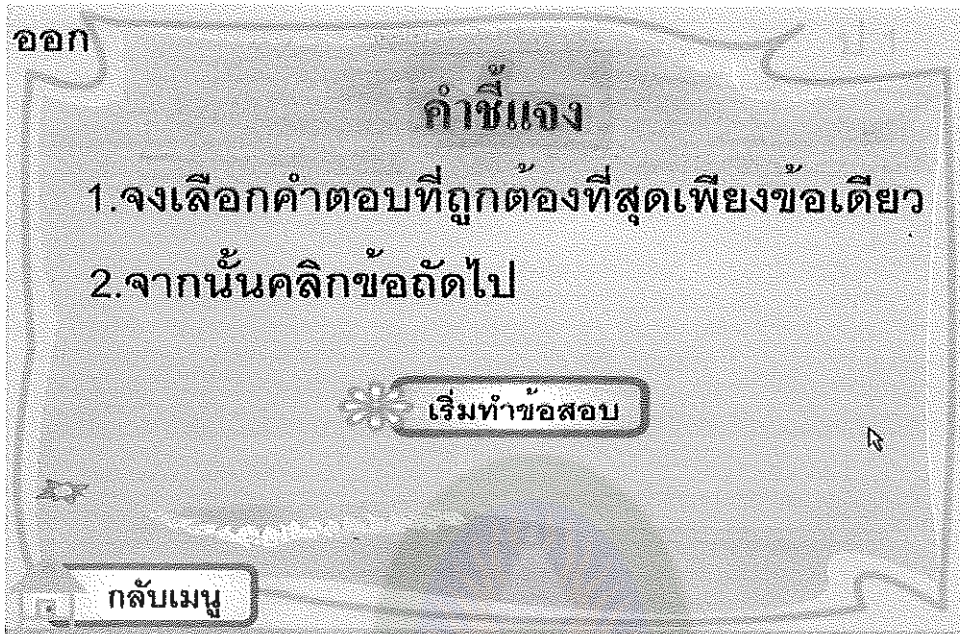 ออก
คำชี้แจง
1.จงเลือกคำตอบที่ถูกต้องที่สุดเพียงข้อเดียว
2.จากนั้นคลิกข้อถัดไป
เริ่มทำข้อสอบ
กลับเมนู